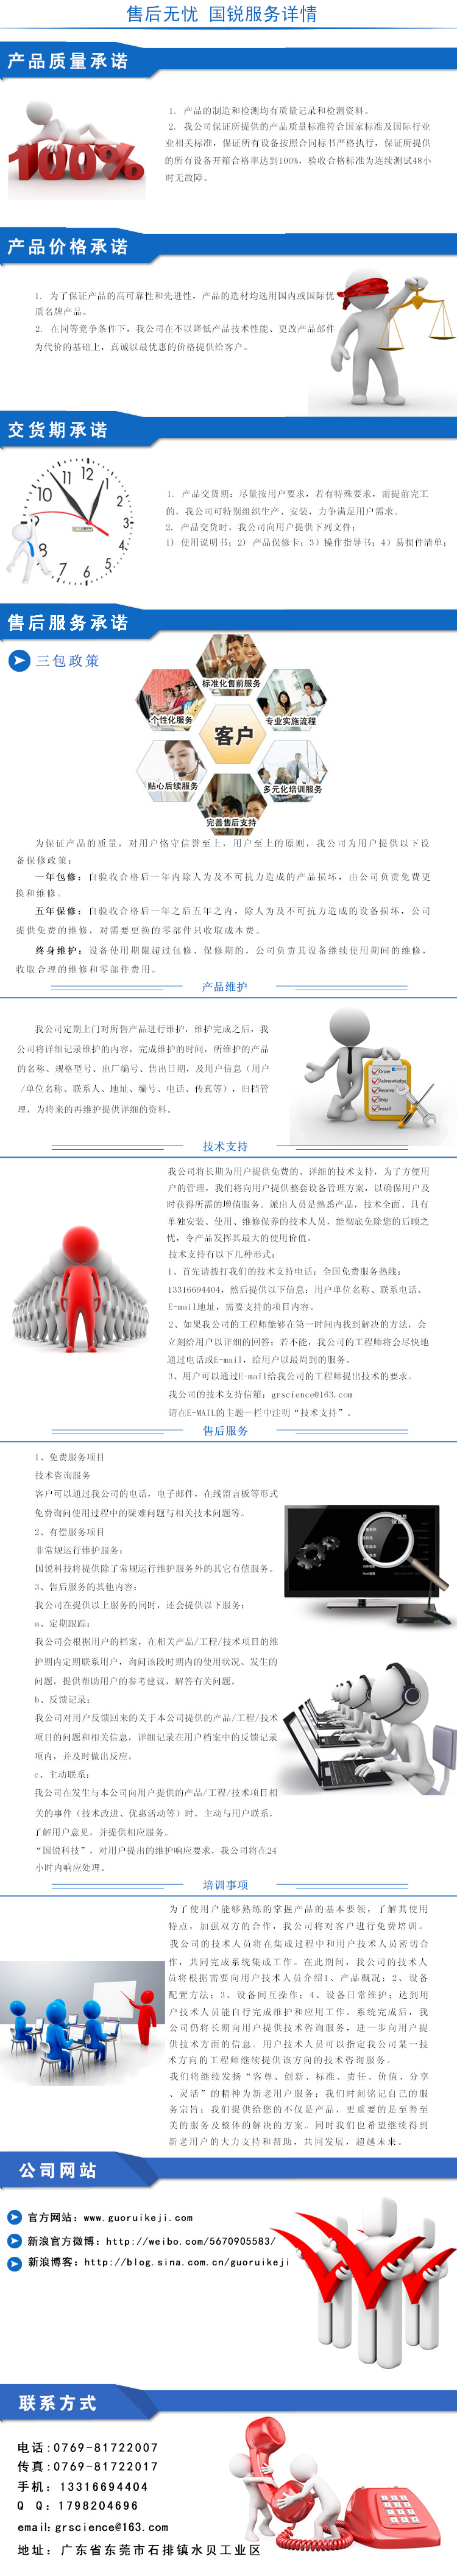 售后无忧 国锐服务详情
产品质量承诺
1. 产品的制造和检测均有质量记录和检测资料。
2. 我公司保证所提供的产品质量标准符合国家标准及国际行业
业相关标准，保证所有设备按照合同标书严格执行，保证所提供
的所有设备开箱合格率达到100%，验收合格标准为连续测试48小
时无故障。
100%
产品价格承诺
1. 为了保证产品的高可靠性和先进性，产品的选材均选用国内或国际优
质名牌产品。
2. 在同等竞争条件下，我公司在不以降低产品技术性能、更改产品部件
为代价的基础上，真诚以最优惠的价格提供给客户。
交货期承诺
1. 产品交货期：尽量按用户要求，若有特殊要求，需提前完工
的，我公司可特别组织生产、安装，力争满足用户需求。
2. 产品交货时，我公司向用户提供下列文件：
1) 使用说明书；2) 产品保修卡；3) 操作指导书；4) 易损件清单；
售后服务承诺
三包政策
标准化售前服务
个性化服务
专业实施流程
客户
贴心后续服务
多元化培训服务
完善售后支持
为保证产品的质量，对用户恪守信誉至上，用户至上的原则，我公司为用户提供以下设
备保修政策：
一年包修：自验收合格后一年内除人为及不可抗力造成的产品损坏，由公司负责免费更
换和维修。
五年保修：自验收合格后一年之后五年之内，除人为及不可抗力造成的设备损坏，公司
提供免费的维修，对需要更换的零部件只收取成本费。
终身维护：设备使用期限超过包修、保修期的，公司负责其设备继续使用期间的维修，
收取合理的维修和零部件费用。
产品维护
我公司定期上门对所售产品进行维护，维护完成之后，我
公司将详细记录维护的内容，完成维护的时间，所维护的产品
的名称、规格型号、出厂编号、售出日期，及用户信息（用户
/单位名称、联系人、地址、编号、电话、传真等），归档管
理，为将来的再维护提供详细的资料。
Order
Acknowledge
Receive
Ship
Install
技术支持
我公司将长期为用户提供免费的、详细的技术支持，为了方便用
户的管理，我们将向用户提供整套设备管理方案，以确保用户及
时获得所需的增值服务。派出人员是熟悉产品，技术全面、具有
单独安装、使用、维修保养的技术人员，能彻底免除您的后顾之
忧，令产品发挥其最大的使用价值。
技术支持有以下几种形式：
1、首先请拨打我们的技术支持电话：全国免费服务热线：
13316694404，然后提供以下信息：用户单位名称、联系电话、
E-mail地址，需要支持的项目内容。
2、如果我公司的工程师能够在第一时间内找到解决的方法，会
立刻给用户以详细的回答；若不能，我公司的工程师将会尽快地
通过电话或E-mail，给用户以最周到的服务。
3、用户可以通过E-mail给我公司的工程师提出技术的要求。
我公司的技术支持信箱：grscience@163.com
请在E-MAIL的主题一栏中注明“技术支持”。
售后服务
1、免费服务项目
技术咨询服务
客户可以通过我公司的电话，电子邮件，在线留言板等形式
免费询问使用过程中的疑难问题与相关技术问题等。
2、有偿服务项目
非常规运行维护服务：
国锐科技将提供除了常规运行维护服务外的其它有偿服务。
3、售后服务的其他内容：
我公司在提供以上服务的同时，还会提供以下服务：
a、定期跟踪：
我公司会根据用户的档案，在相关产品/工程/技术项目的维
护期内定期联系用户，询问该段时期内的使用状况、发生的
问题，提供帮助用户的参考建议，解答有关问题。
b、反馈记录：
我公司对用户反馈回来的关于本公司提供的产品/工程/技术
项目的问题和相关信息，详细记录在用户档案中的反馈记录
项内，并及时做出反应。
c、主动联系：
我公司在发生与本公司向用户提供的产品/工程/技术项目相
关的事件（技术改进、优惠活动等）时，主动与用户联系，
了解用户意见，并提供相应服务。
“国锐科技”，对用户提出的维护响应要求，我公司将在24
小时内响应处理。
培训事项
为了使用户能够熟练的掌握产品的基本要领，了解其使用
特点，加强双方的合作，我公司将对客户进行免费培训。
我公司的技术人员将在集成过程中和用户技术人员密切合
作，共同完成系统集成工作。在此期间，我公司的技术人
员将根据需要向用户技术人员介绍1、产品概况；2、设备
配置方法；3、设备间互操作；4、设备日常维护；达到用
户技术人员能自行完成维护和应用工作。系统完成后，我
公司仍将长期向用户提供技术咨询服务，进一步向用户提
供技术方面的信息。用户技术人员可以指定我公司某一技
术方向的工程师继续提供该方向的技术咨询服务。
我们将继续发扬“客尊、创新、标准、责任、价值、分享
、灵活”的精神为新老用户服务；我们时刻铭记自己的服
务宗旨；我们提供给您的不仅是产品，更重要的是至善至
美的服务及整体的解决的方案。同时我们也希望继续得到
新老用户的大力支持和帮助，共同发展，超越未来。
公司网站
官方网站：www.guoruikeji.com
新浪官方微博：http://weibo.com/5670905583/
新浪博客：http://blog.sina.com.cn/guoruikeji
联系方式
电话:0769-81722007
传真:0769-81722017
手机：13316694404
Q Q：1798204696
email:grscience@163.com
地址：广东省东莞市石排镇水贝工业区